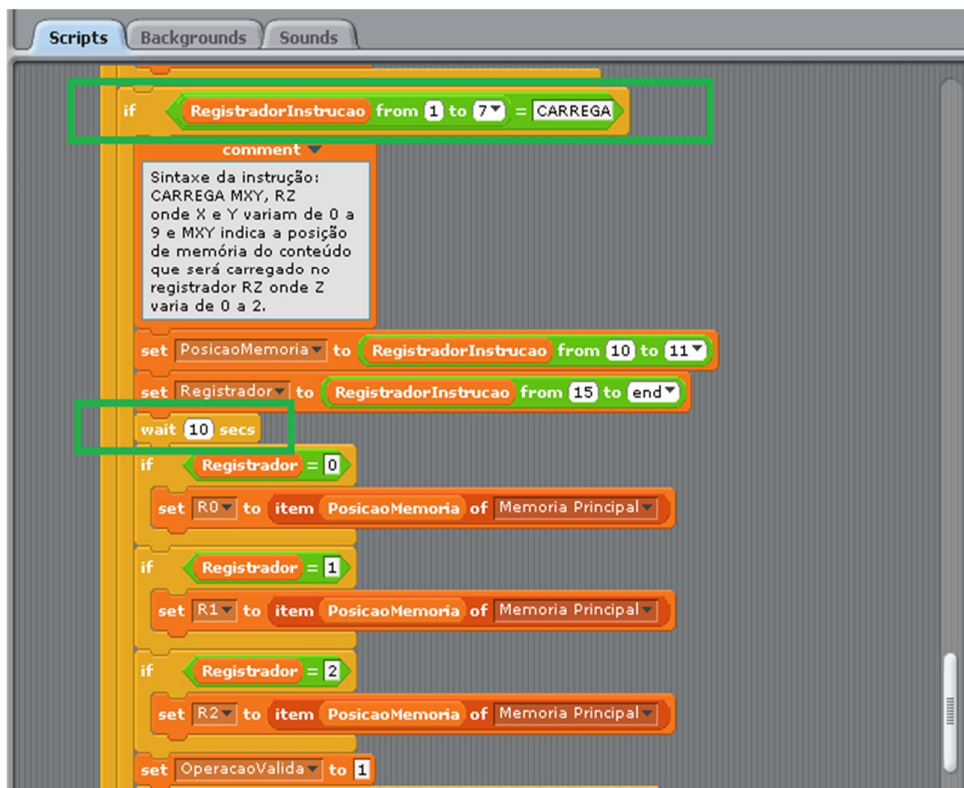 Scripts Backgrounds Sounds
if RegistradorInstrucao from 1 to 7 = CARREGA
comment
Sintaxe da instrução:
CARREGA MXY, RZ
onde X e Y variam de 0 a
9 e MXY indica a posição
de memória do conteúdo
que será carregado no
registrador RZ onde Z
varia de 0 a 2.
set PosicaoMemoria to RegistradorInstrucao from 10 to 11
set Registrador to RegistradorInstrucao from 15 to end
wait 10 secs
if Registrador = 0
set R0 to item PosicaoMemoria of Memoria Principal
if Registrador = 1
set R1 to item PosicaoMemoria of Memoria Principal
if Registrador = 2
set R2 to item PosicaoMemoria of Memoria Principal
set OperacaoValida to 1